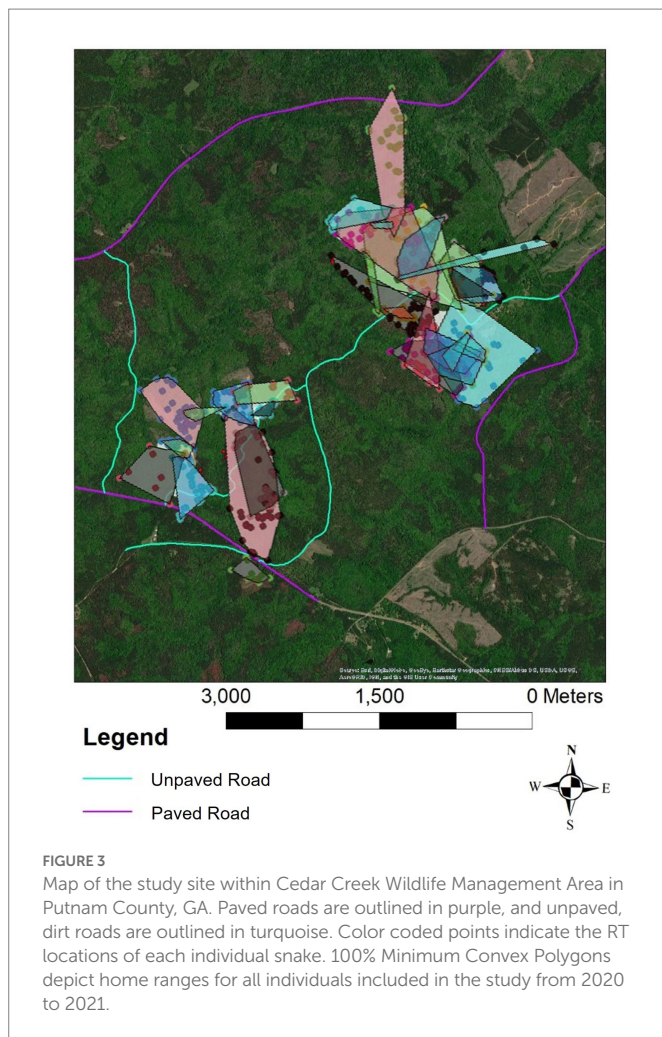 3,000 1,500 0 Meters
Legend
Unpaved Road
Paved Road
N
W E
S
FIGURE 3
Map of the study site within Cedar Creek Wildlife Management Area in
Putnam County, GA. Paved roads are outlined in purple, and unpaved,
dirt roads are outlined in turquoise. Color coded points indicate the RT
locations of each individual snake. 100% Minimum Convex Polygons
depict home ranges for all individuals included in the study from 2020
to 2021.